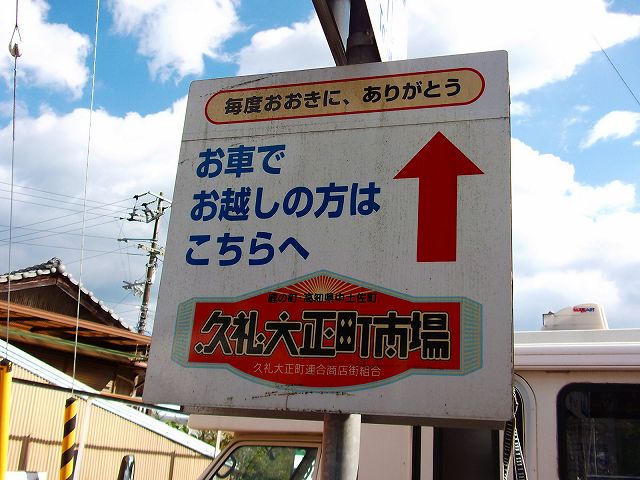 毎度おおきに、ありがとう
お車で
お越しの方は
こちらへ
鰹の町・高知県中土佐町
久礼大正町市場
久礼大正町連合商店街組合